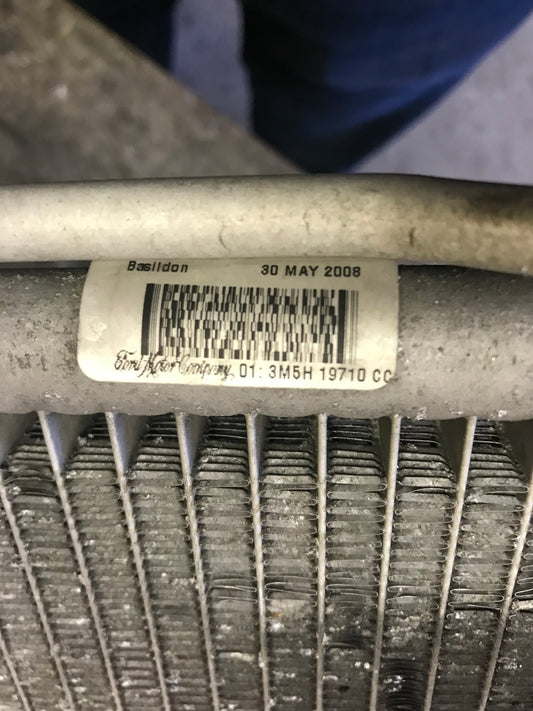 Basildon 30 MAY 2008
Ford Motor Company 01: 3M5H 19710 CC